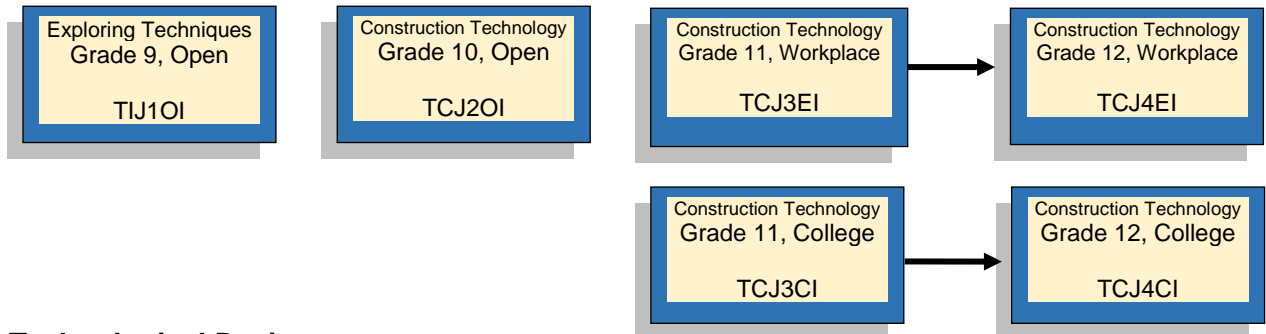 Exploring Techniques
Grade 9, Open
TIJ1OI
Construction Technology
Grade 10, Open
TCJ2OI
Construction Technology
Grade 11, Workplace
TCJ3EI
Construction Technology
Grade 12, Workplace
TCJ4EI
Construction Technology
Grade 11, College
TCJ3CI
Construction Technology
Grade 12, College
TCJ4CI